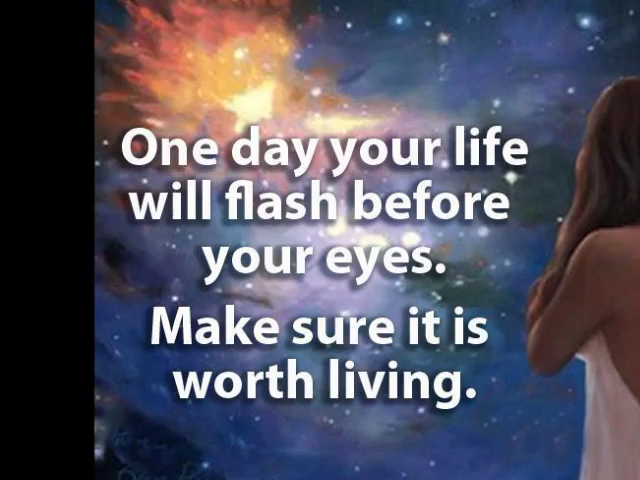 One day your life
will flash before
your eyes.
Make sure it is
worth living.